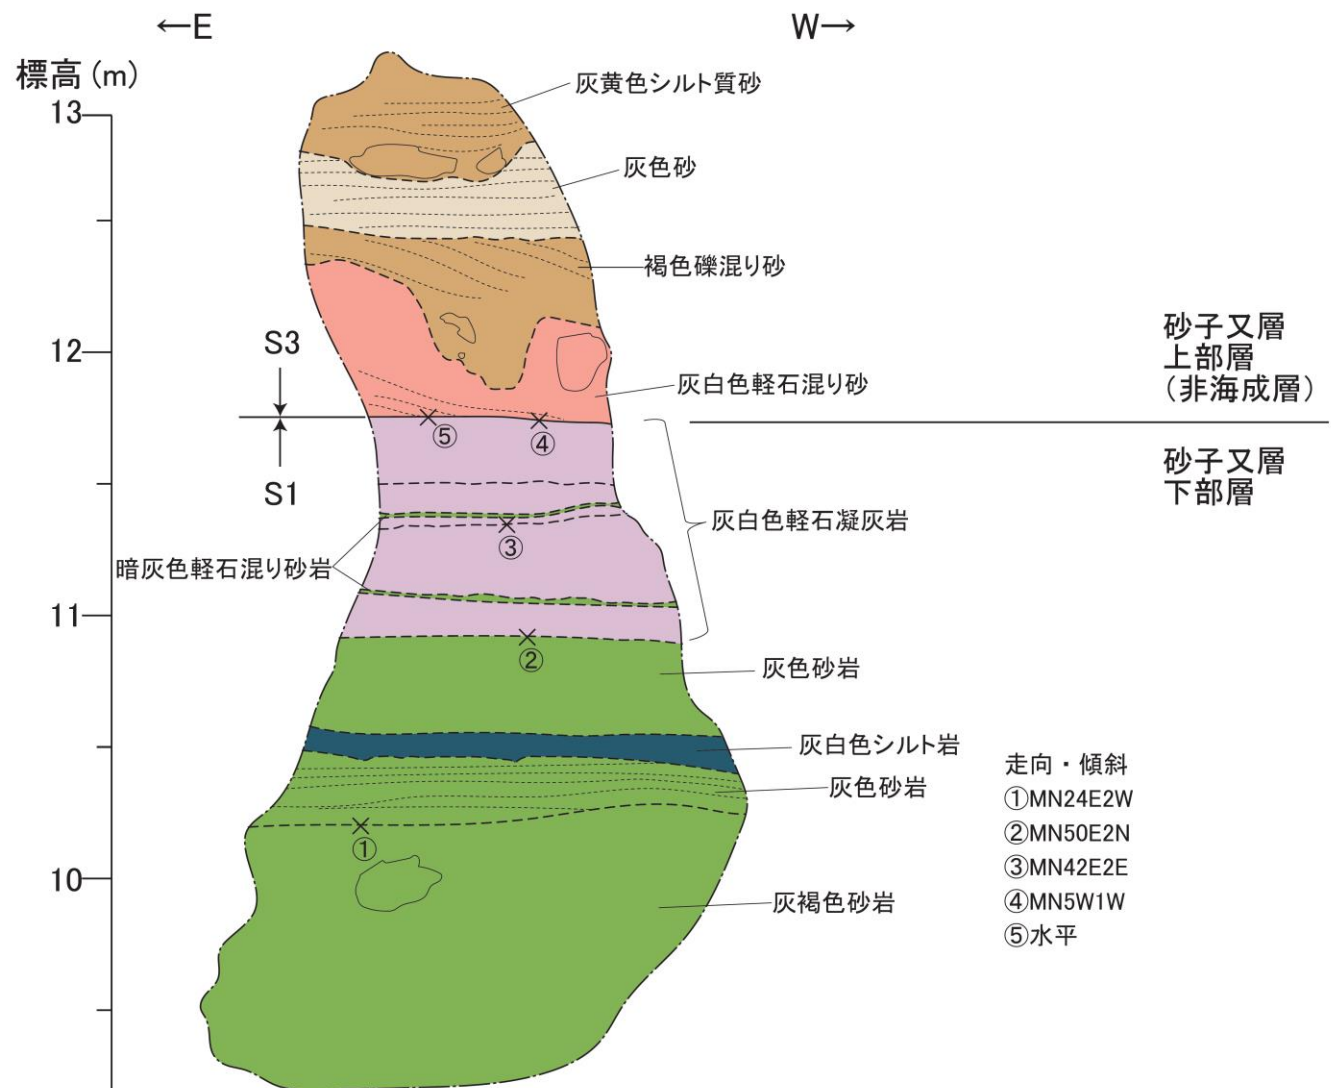 ←E
W→
標高(m)
13
灰黄色シルト質砂
灰色砂
褐色礫混り砂
12
S3
灰白色軽石混り砂
砂子又層
上部層
(非海成層)
⑤
④
S1
砂子又層
下部層
③
灰白色軽石凝灰岩
暗灰色軽石混り砂岩
11
②
灰色砂岩
灰白色シルト岩
灰色砂岩
①
10
灰褐色砂岩
走向・傾斜
①MN24E2W
②MN50E2N
③MN42E2E
④MN5W1W
⑤水平